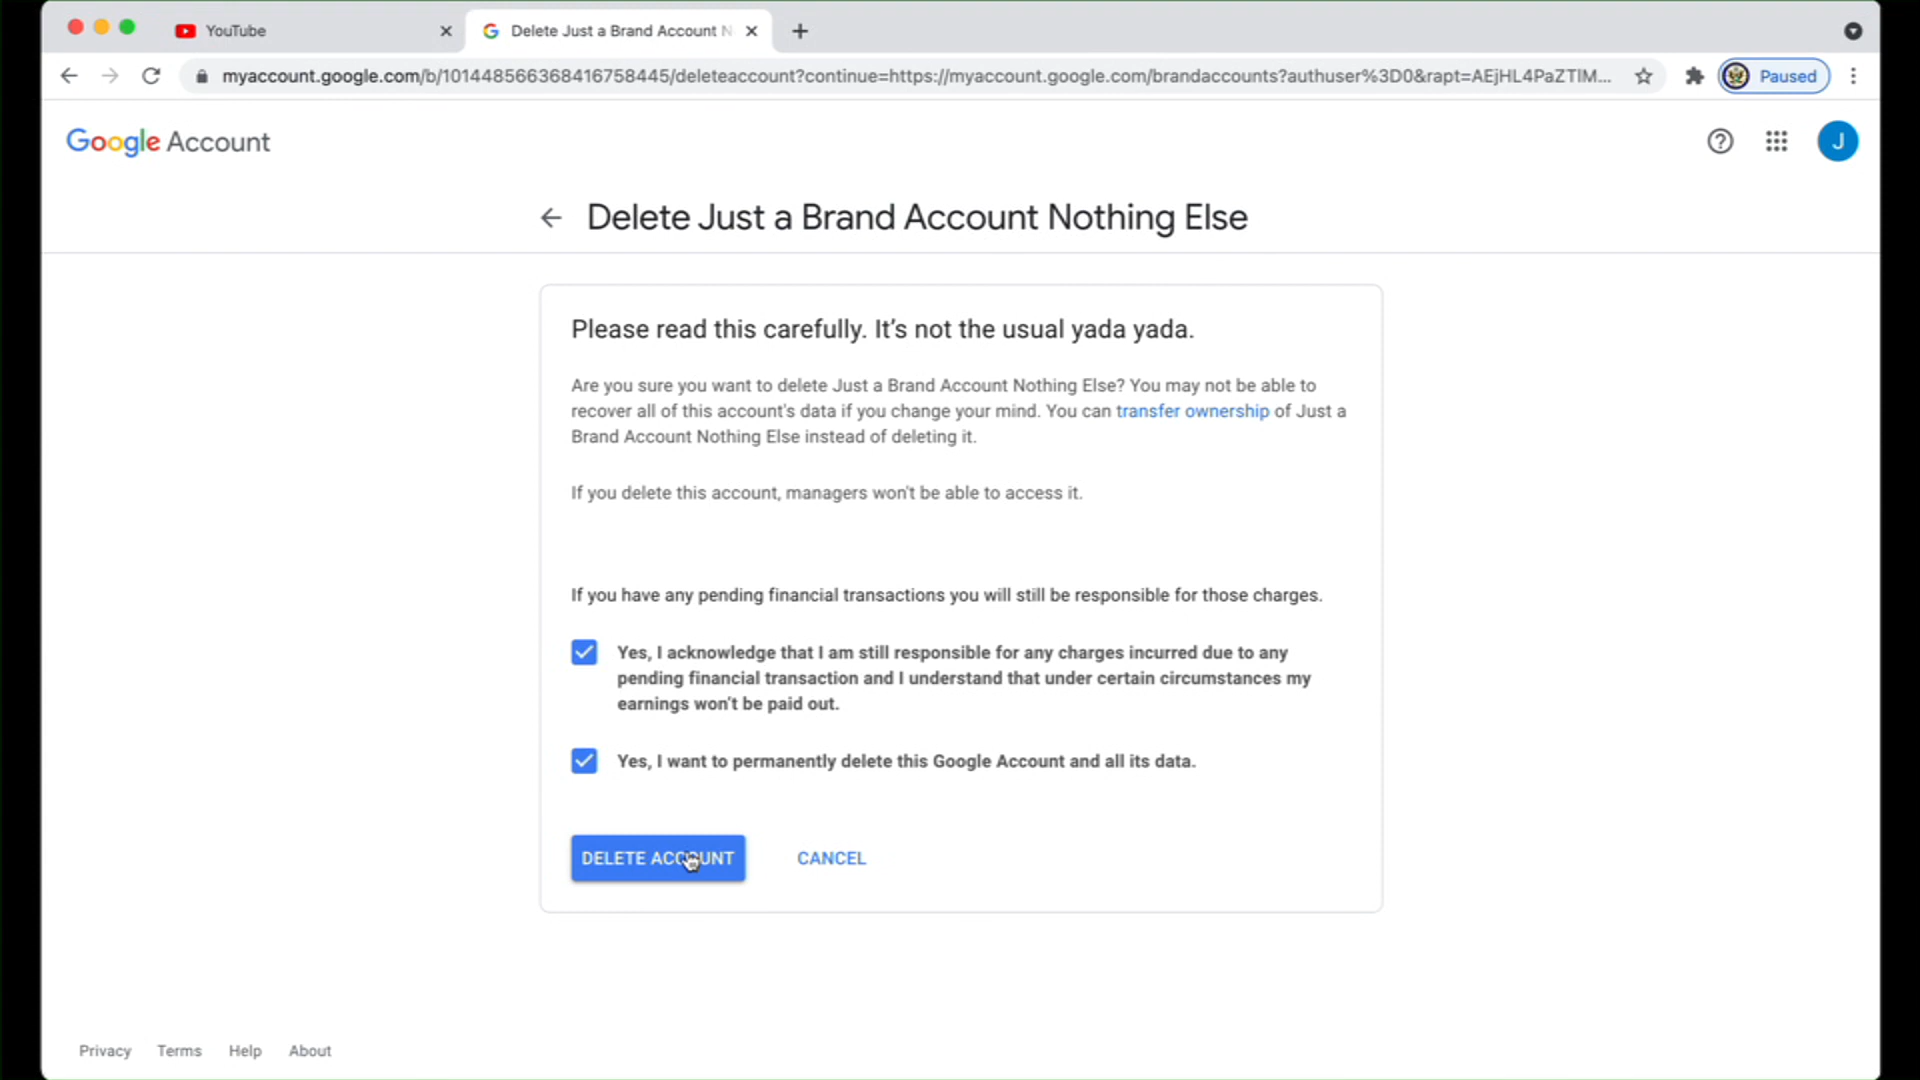 YouTube
Delete Just a Brand Account N
myaccount.google.com/b/101448566368416758445/deleteaccount?continue=https://myaccount.google.com/brandaccounts?authuser%3D0&rapt=AEjHL4PaZTlM...
Paused
Google Account
J
Delete Just a Brand Account Nothing Else
Please read this carefully. It's not the usual yada yada.
Are you sure you want to delete Just a Brand Account Nothing Else? You may not be able to
recover all of this account's data if you change your mind. You can transfer ownership of Just a
Brand Account Nothing Else instead of deleting it.
If you delete this account, managers won't be able to access it.
If you have any pending financial transactions you will still be responsible for those charges.
Yes, I acknowledge that I am still responsible for any charges incurred due to any
pending financial transaction and I understand that under certain circumstances my
earnings won't be paid out.
Yes, I want to permanently delete this Google Account and all its data.
DELETE ACCOUNT
CANCEL
Privacy Terms Help About